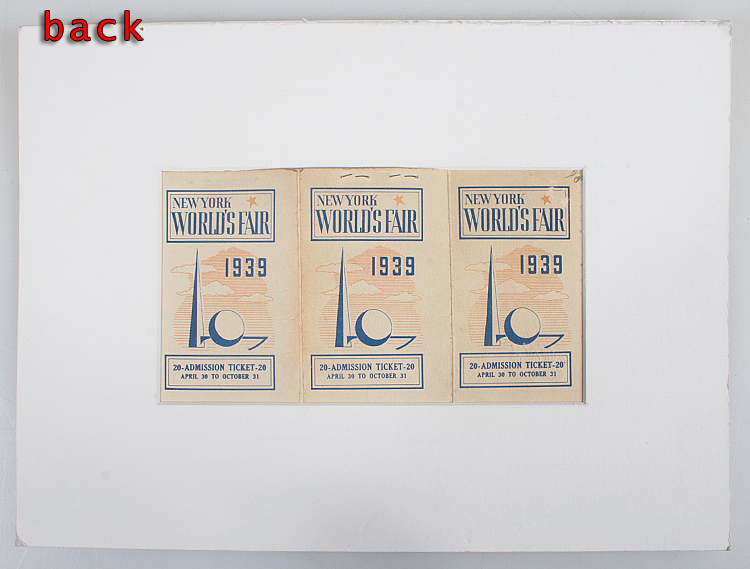 back
NEW YORK
WORLD'S FAIR
1939
20-ADMISSION TICKET-20
APRIL 30 TO OCTOBER 31
NEW YORK
WORLD'S FAIR
1939
20-ADMISSION TICKET-20
APRIL 30 TO OCTOBER 31
NEW YORK
WORLD'S FAIR
1939
20-ADMISSION TICKET-20
APRIL 30 TO OCTOBER 31